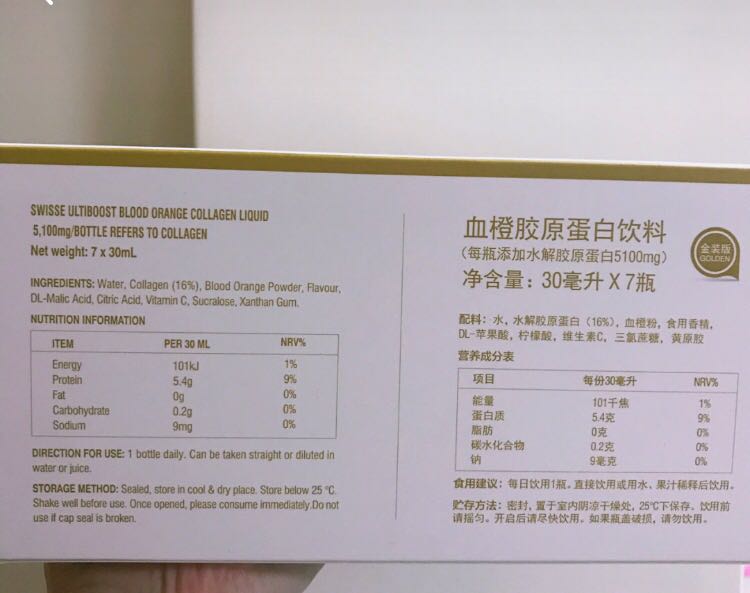 SWISSE ULTIBOOST BLOOD ORANGE COLLAGEN LIQUID
5,100mg/BOTTLE REFERS TO COLLAGEN
Net weight: 7 x 30mL
INGREDIENTS: Water, Collagen (16%), Blood Orange Powder, Flavour,
DL-Malic Acid, Citric Acid, Vitamin C, Sucralose, Xanthan Gum.
NUTRITION INFORMATION
ITEM PER 30 ML NRV%
Energy 101kJ 1%
Protein 5.4g 9%
Fat 0g 0%
Carbohydrate 0.2g 0%
Sodium 9mg 0%
DIRECTION FOR USE: 1 bottle daily. Can be taken straight or diluted in
water or juice.
STORAGE METHOD: Sealed, store in cool & dry place. Store below 25 °C.
Shake well before use. Once opened, please consume immediately.Do not
use if cap seal is broken.
血橙胶原蛋白饮料
（每瓶添加水解胶原蛋白5100mg）
净含量：30毫升 X 7瓶
金装版
GOLDEN
配料：水, 水解胶原蛋白（16%）, 血橙粉, 食用香精,
DL-苹果酸, 柠檬酸, 维生素C, 三氯蔗糖, 黄原胶
营养成分表
项目 每份30毫升 NRV%
能量 101千焦 1%
蛋白质 5.4克 9%
脂肪 0克 0%
碳水化合物 0.2克 0%
钠 9毫克 0%
食用建议：每日饮用1瓶。直接饮用或用水、果汁稀释后饮用。
贮存方法：密封, 置于室内阴凉干燥处, 25℃下保存。饮用前
请摇匀。开启后请尽快饮用。如果瓶盖破损, 请勿饮用。